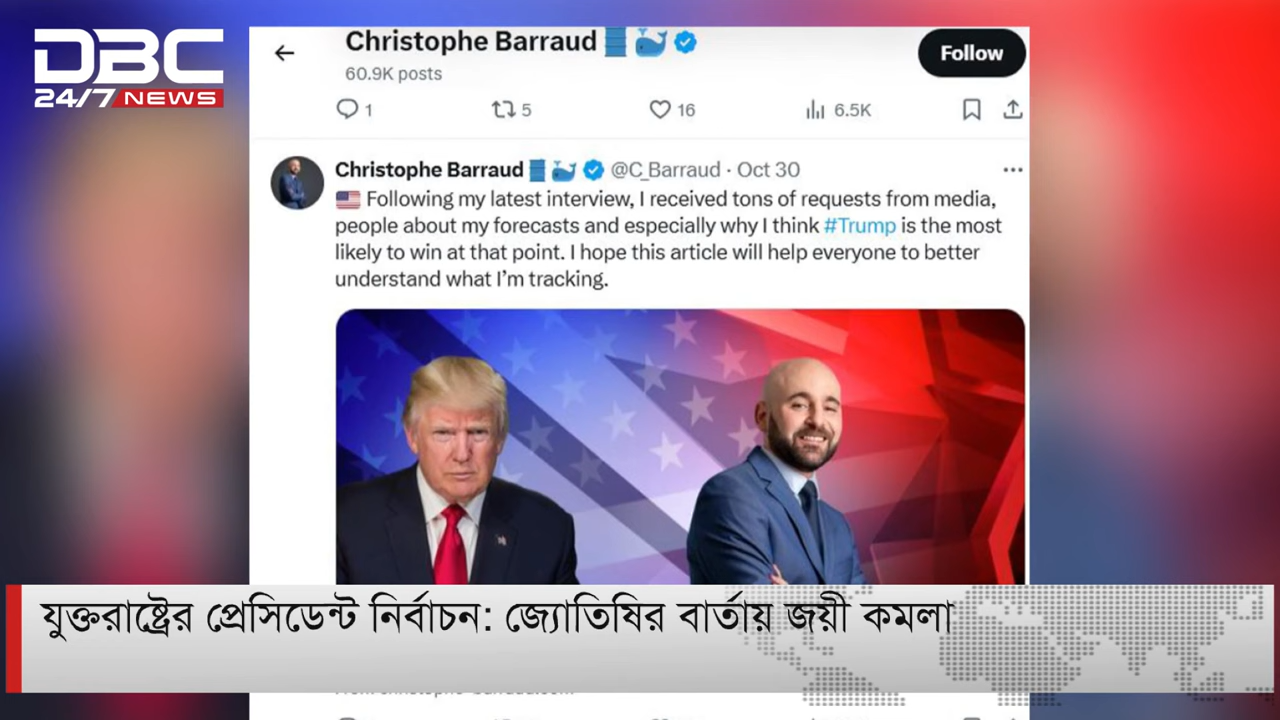 DBC
24/7 NEWS
Christophe Barraud
60.9K posts
Follow
1
5
16
6.5K
Christophe Barraud @C_Barraud · Oct 30
Following my latest interview, I received tons of requests from media,
people about my forecasts and especially why I think #Trump is the most
likely to win at that point. I hope this article will help everyone to better
understand what I'm tracking.
যুক্তরাষ্ট্রের প্রেসিডেন্ট নির্বাচন: জ্যোতিষির বার্তায় জয়ী কমলা